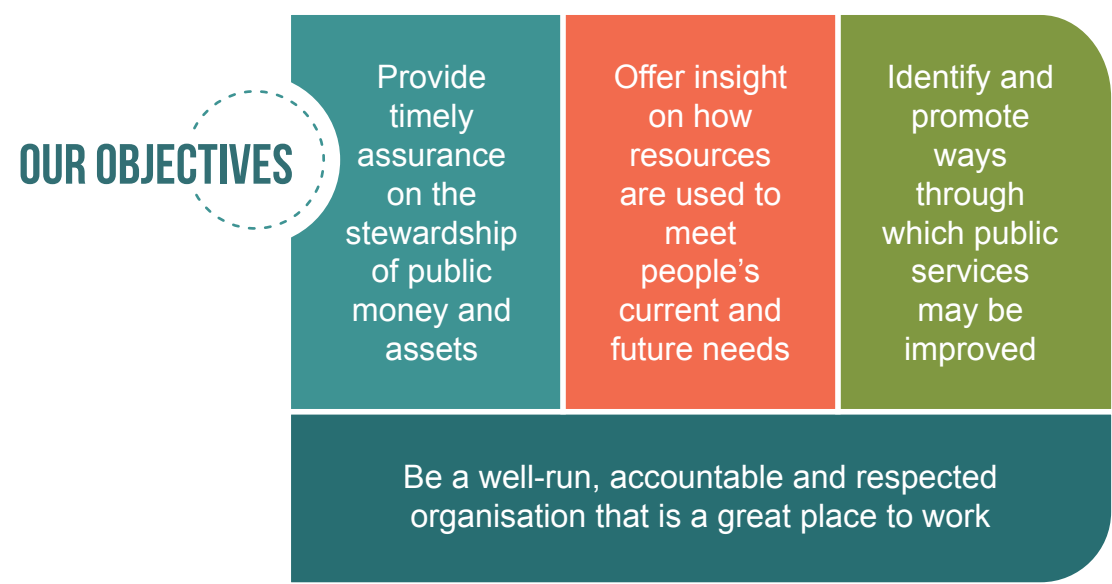 OUR OBJECTIVES
Provide
timely
assurance
on the
stewardship
of public
money and
assets
Offer insight
on how
resources
are used to
meet
people’s
current and
future needs
Identify and
promote
ways
through
which public
services
may be
improved
Be a well-run, accountable and respected
organisation that is a great place to work